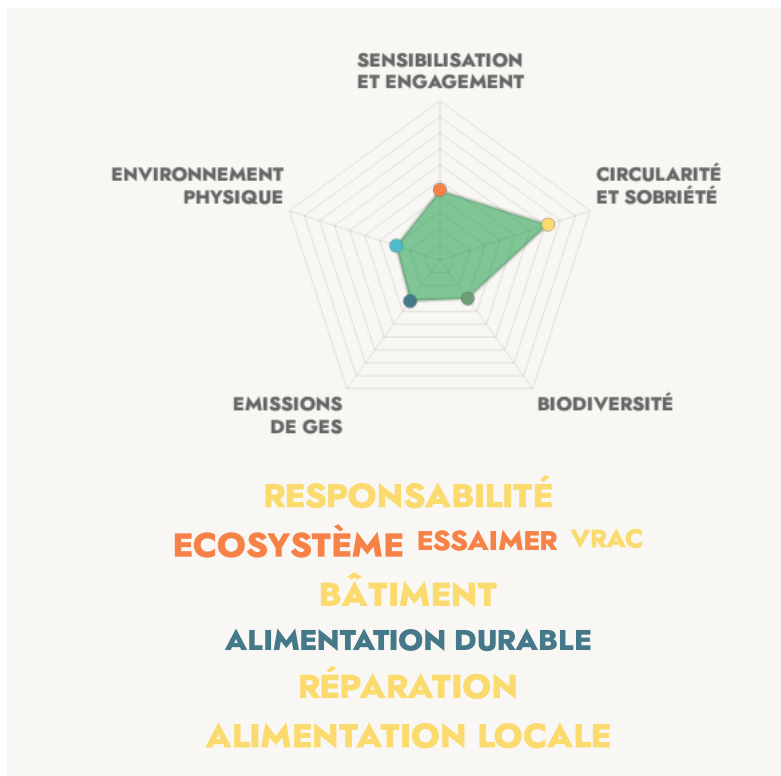 SENSIBILISATION
ET ENGAGEMENT
ENVIRONNEMENT
PHYSIQUE
CIRCULARITÉ
ET SOBRIÉTÉ
EMISSIONS
DE GES
BIODIVERSITÉ
RESPONSABILITÉ
ECOSYSTÈME ESSAIMER VRAC
BÂTIMENT
ALIMENTATION DURABLE
RÉPARATION
ALIMENTATION LOCALE